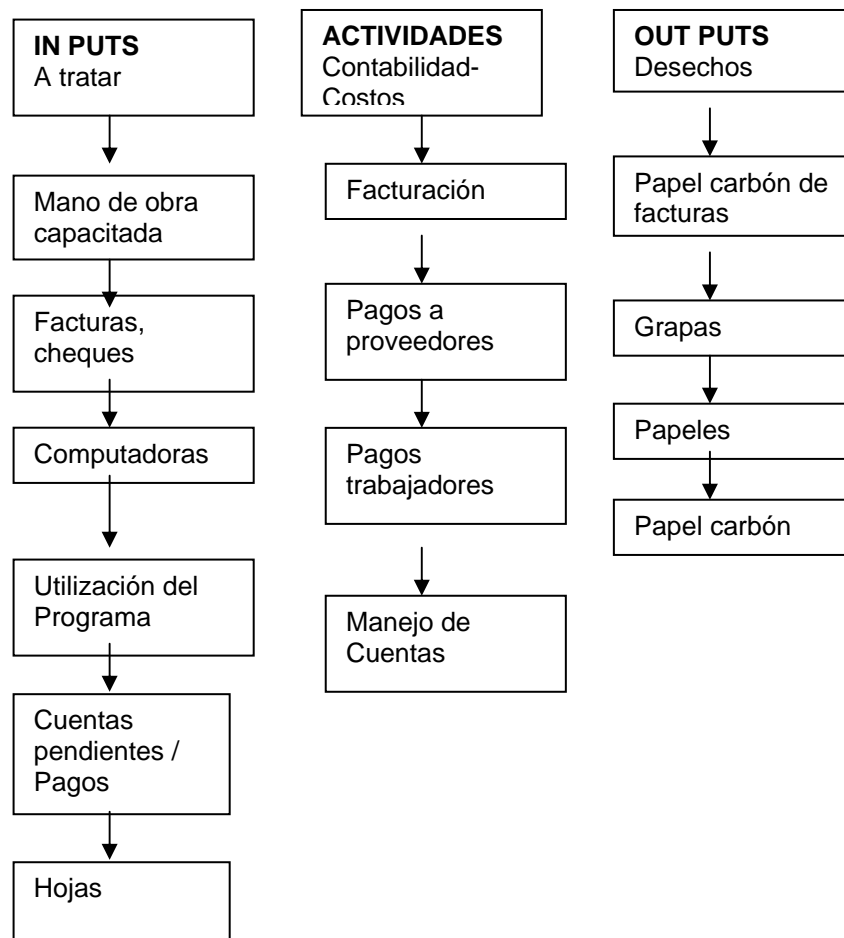 IN PUTS
A tratar
Mano de obra
capacitada
Facturas,
cheques
Computadoras
Utilización del
Programa
Cuentas
pendientes /
Pagos
Hojas
ACTIVIDADES
Contabilidad-
Costos
Facturación
Pagos a
proveedores
Pagos
trabajadores
Manejo de
Cuentas
OUT PUTS
Desechos
Papel carbón de
facturas
Grapas
Papeles
Papel carbón